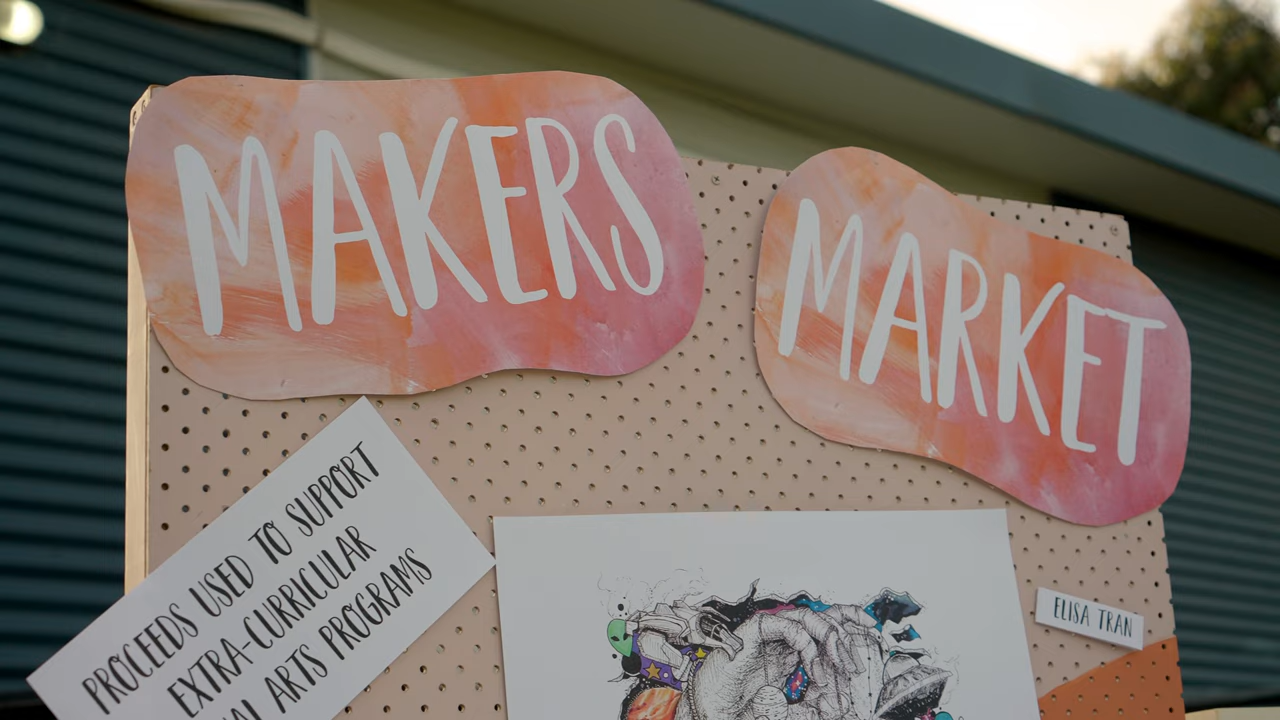 MAKERS
MARKET
PROCEEDS USED TO SUPPORT
EXTRA-CURRICULAR
ARTS PROGRAMS
ELISA TRAN